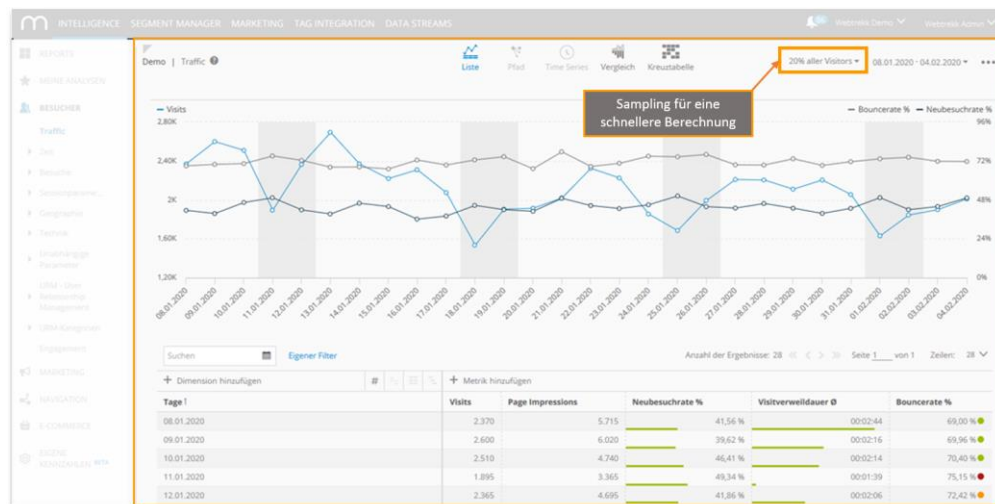 INTELLIGENCE SEGMENT MANAGER MARKETING TAG INTEGRATION DATA STREAMS
Webtrekk Demo Webtrekk Admin
REPORTS
MEINE ANALYSEN
BESUCHER
Traffic
Zeit
Besuche
Geographie
Technik
Unabhängige
Parameter
CRM - User
Relationship
Management
URM-Kategorien
Engagement
MARKETING
NAVIGATION
E-COMMERCE
EIGENE
KENNZAHLEN BETA
Demo | Traffic
Liste Pfad Time Series Vergleich Kreuztabelle
20% aller Visitors 08.01.2020 - 04.02.2020
Sampling für eine
schnellere Berechnung
Visits Bouncerate % Neubesuchrate %
2,80K 96%
2,40K 72%
2K 48%
1,60K 24%
1,20K 0%
08.01.2020 09.01.2020 10.01.2020 11.01.2020 12.01.2020 13.01.2020 14.01.2020 15.01.2020 16.01.2020 17.01.2020 18.01.2020 19.01.2020 20.01.2020 21.01.2020 22.01.2020 23.01.2020 24.01.2020 25.01.2020 26.01.2020 27.01.2020 28.01.2020 29.01.2020 30.01.2020 31.01.2020 01.02.2020 02.02.2020 03.02.2020 04.02.2020
Suchen Eigener Filter Anzahl der Ergebnisse: 28 Seite 1 von 1 Zeilen: 28
+ Dimension hinzufügen # + Metrik hinzufügen
Tage Visits Page Impressions Neubesuchrate % Visitverweildauer Ø Bouncerate %
08.01.2020 2.370 5.715 41,56 % 00:02:44 69,00 %
09.01.2020 2.600 6.020 39,62 % 00:02:16 69,96 %
10.01.2020 2.510 4.740 46,41 % 00:02:14 70,40 %
11.01.2020 1.895 3.365 49,34 % 00:01:39 75,15 %
12.01.2020 2.365 4.695 41,86 % 00:02:06 72,42 %